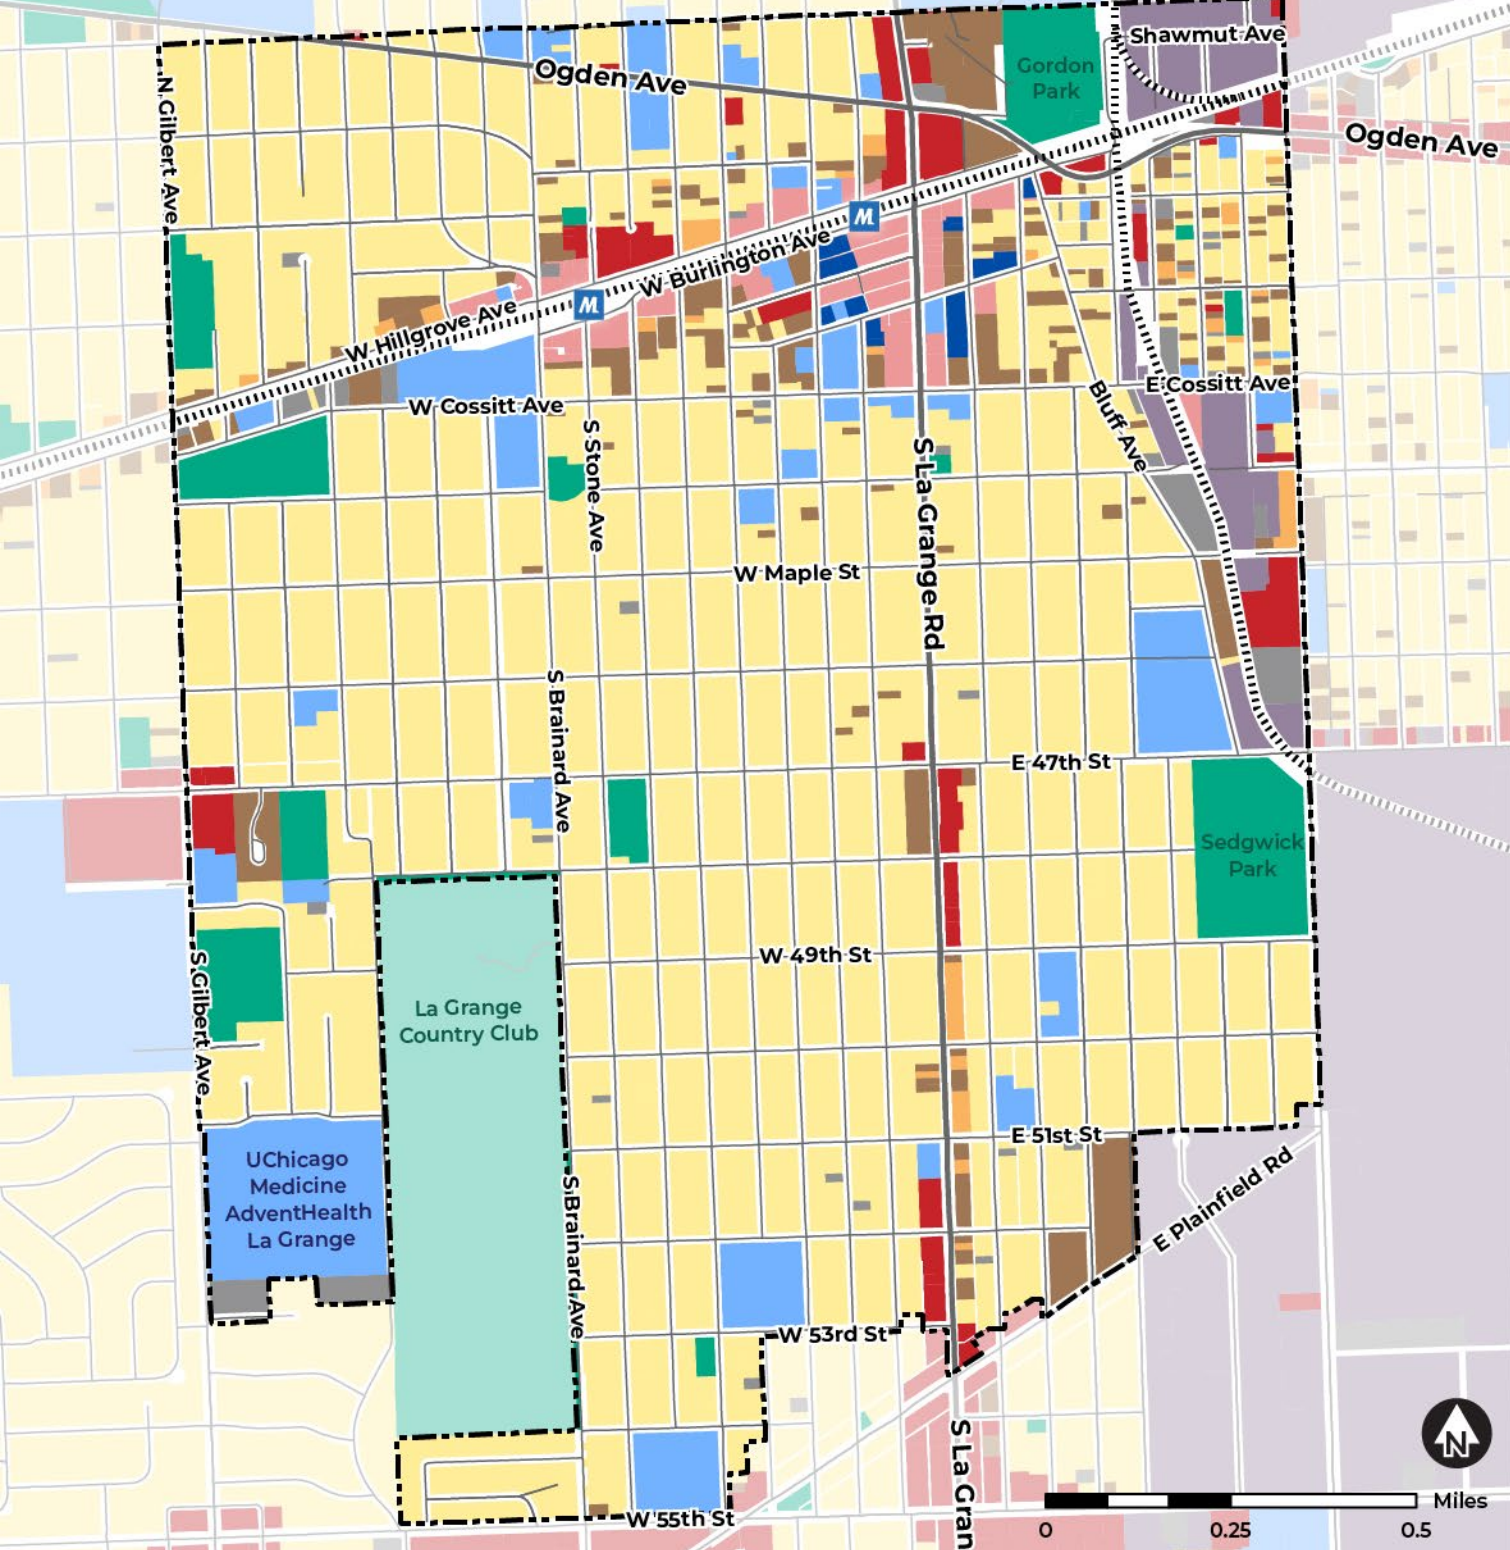 Shawmut Ave
Gordon
Park
Ogden Ave
Ogden Ave
N Gilbert Ave
M
W Burlington Ave
M
W Hillgrove Ave
E Cossitt Ave
W Cossitt Ave
Bluff Ave
S Stone Ave
S La Grange Rd
W Maple St
S Brainard Ave
E 47th St
Sedgwick
Park
W 49th St
S Gilbert Ave
La Grange
Country Club
E 51st St
UChicago
Medicine
AdventHealth
La Grange
E Plainfield Rd
S Brainard Ave
W 53rd St
S La Gran
N
W 55th St
Miles
0
0.25
0.5